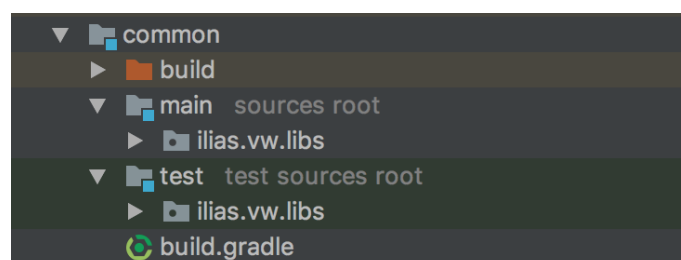 common
build
main sources root
ilias.vw.libs
test test sources root
ilias.vw.libs
build.gradle